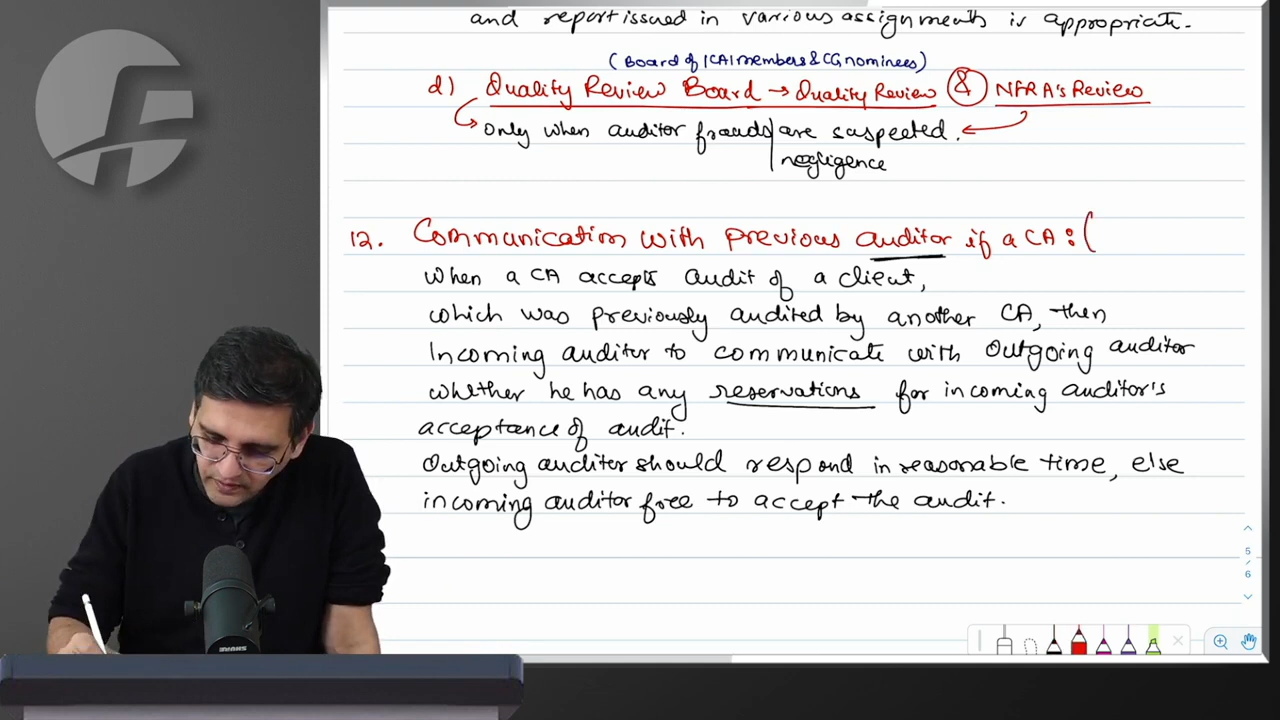 and report issued in various assignments is appropriate.
(Board of ICAI members & CG nominees)
d) Quality Review Board → Quality Review & NFRA's Review
Only when auditor frauds are suspected.
negligence
12. Communication with previous auditor if a CA: (
When a CA accepts audit of a client,
which was previously audited by another CA, then
Incoming auditor to communicate with Outgoing auditor
whether he has any reservations for incoming auditor's
acceptance of audit.
Outgoing auditor should respond in reasonable time, else
incoming auditor free to accept the audit.
5
/
6